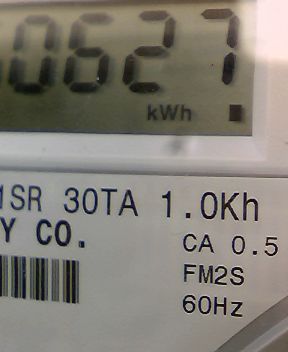 0627
kWh
1SR 30TA 1.0Kh
Y CO.
CA 0.5
FM2S
60Hz